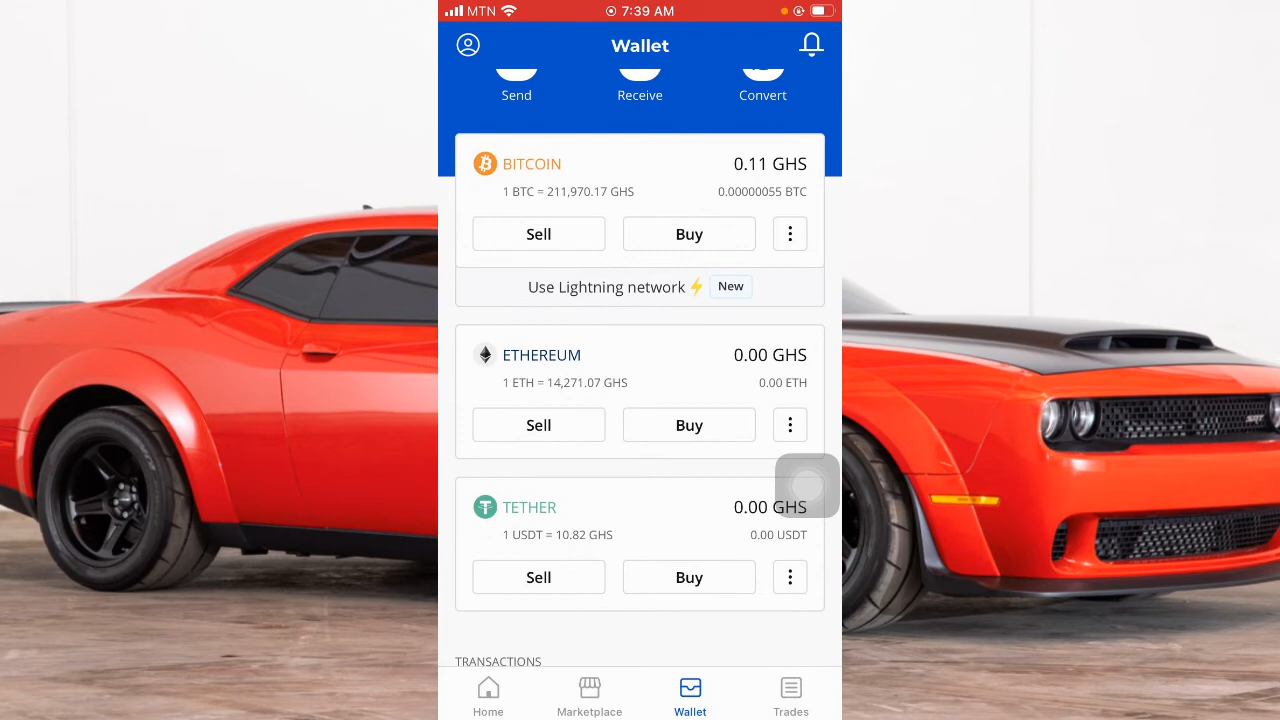 MTN 7:39 AM
Wallet
Send Receive Convert
BITCOIN 0.11 GHS
1 BTC = 211,970.17 GHS 0.00000055 BTC
Sell Buy
Use Lightning network⚡ New
ETHEREUM 0.00 GHS
1 ETH = 14,271.07 GHS 0.00 ETH
Sell Buy
TETHER 0.00 GHS
1 USDT = 10.82 GHS 0.00 USDT
Sell Buy
TRANSACTIONS
Home Marketplace Wallet Trades